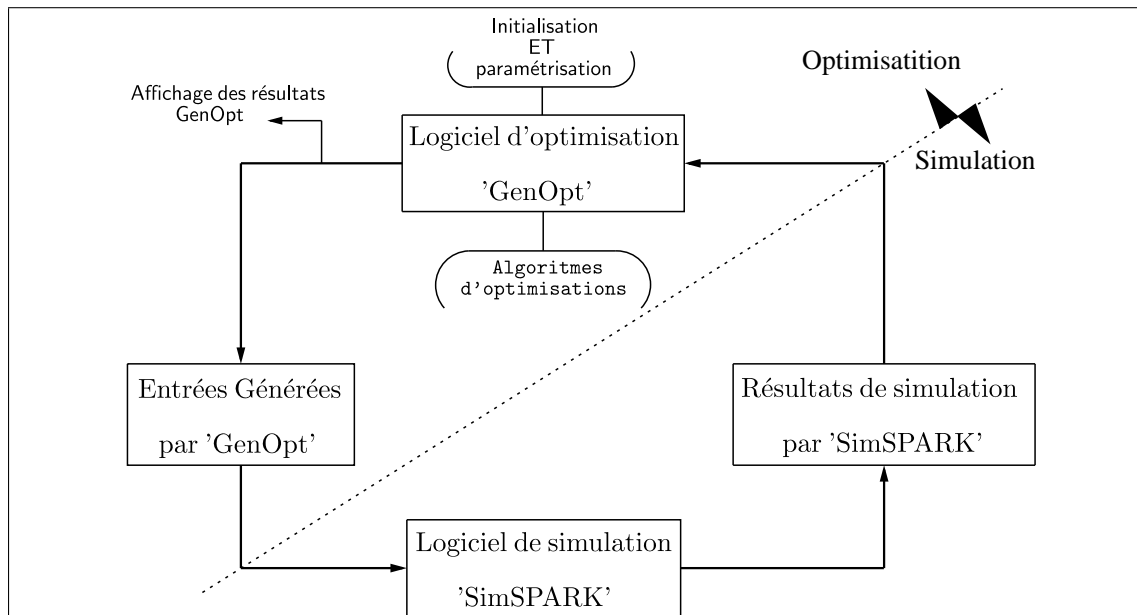 Initialisation
ET
paramétrisation
Optimisatition
Affichage des résultats
GenOpt
Logiciel d'optimisation
'GenOpt'
Simulation
Algoritmes
d'optimisations
Entrées Générées
par 'GenOpt'
Résultats de simulation
par 'SimSPARK'
Logiciel de simulation
'SimSPARK'